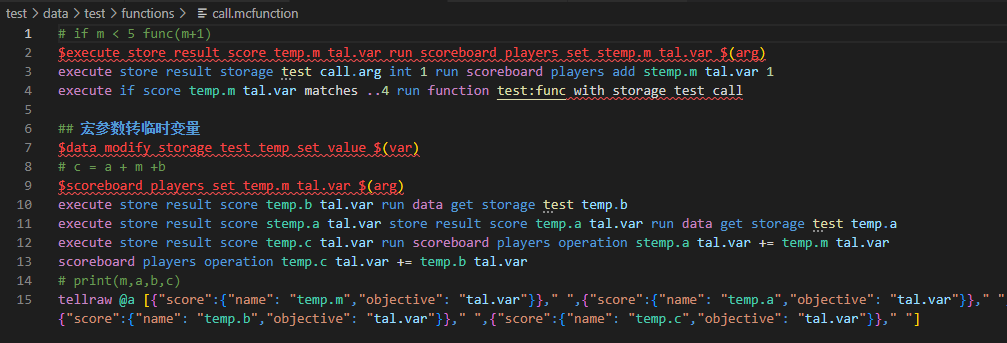 test > data > test > functions > call.mcfunction
1 # if m < 5 func(m+1)
2 $execute store result score temp.m tal.var run scoreboard players set stemp.m tal.var $(arg)
3 execute store result storage test call.arg int 1 run scoreboard players add stemp.m tal.var 1
4 execute if score temp.m tal.var matches ..4 run function test:func with storage test call
5
6 ## 宏参数转临时变量
7 $data modify storage test temp set value $(var)
8 # c = a + m +b
9 $scoreboard players set temp.m tal.var $(arg)
10 execute store result score temp.b tal.var run data get storage test temp.b
11 execute store result score stemp.a tal.var store result score temp.a tal.var run data get storage test temp.a
12 execute store result score temp.c tal.var run scoreboard players operation stemp.a tal.var += temp.m tal.var
13 scoreboard players operation temp.c tal.var += temp.b tal.var
14 # print(m,a,b,c)
15 tellraw @a [{"score":{"name": "temp.m","objective": "tal.var"}}," ",{"score":{"name": "temp.a","objective": "tal.var"}}," "
{"score":{"name": "temp.b","objective": "tal.var"}}," ",{"score":{"name": "temp.c","objective": "tal.var"}}," "]